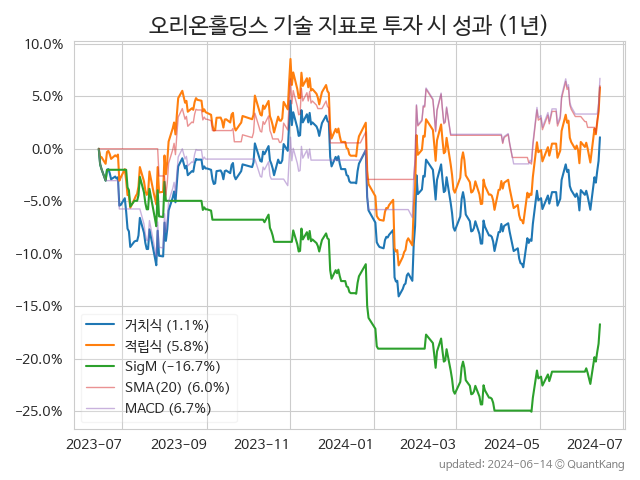 오리온홀딩스 기술 지표로 투자 시 성과 (1년)
10.0%
5.0%
0.0%
−5.0%
−10.0%
−15.0%
−20.0%
−25.0%
거치식 (1.1%)
적립식 (5.8%)
SigM (−16.7%)
SMA(20) (6.0%)
MACD (6.7%)
2023-07 2023-09 2023-11 2024-01 2024-03 2024-05 2024-07
updated: 2024-06-14 © QuantKang